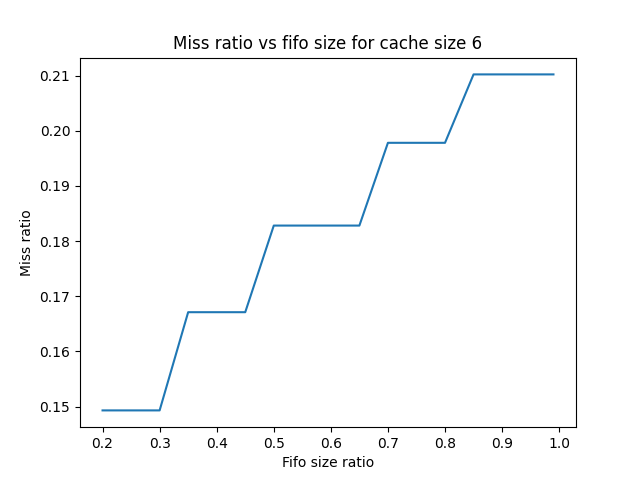 Miss ratio vs fifo size for cache size 6
0.21
0.20
0.19
0.18
0.17
0.16
0.15
Miss ratio
0.2 0.3 0.4 0.5 0.6 0.7 0.8 0.9 1.0
Fifo size ratio